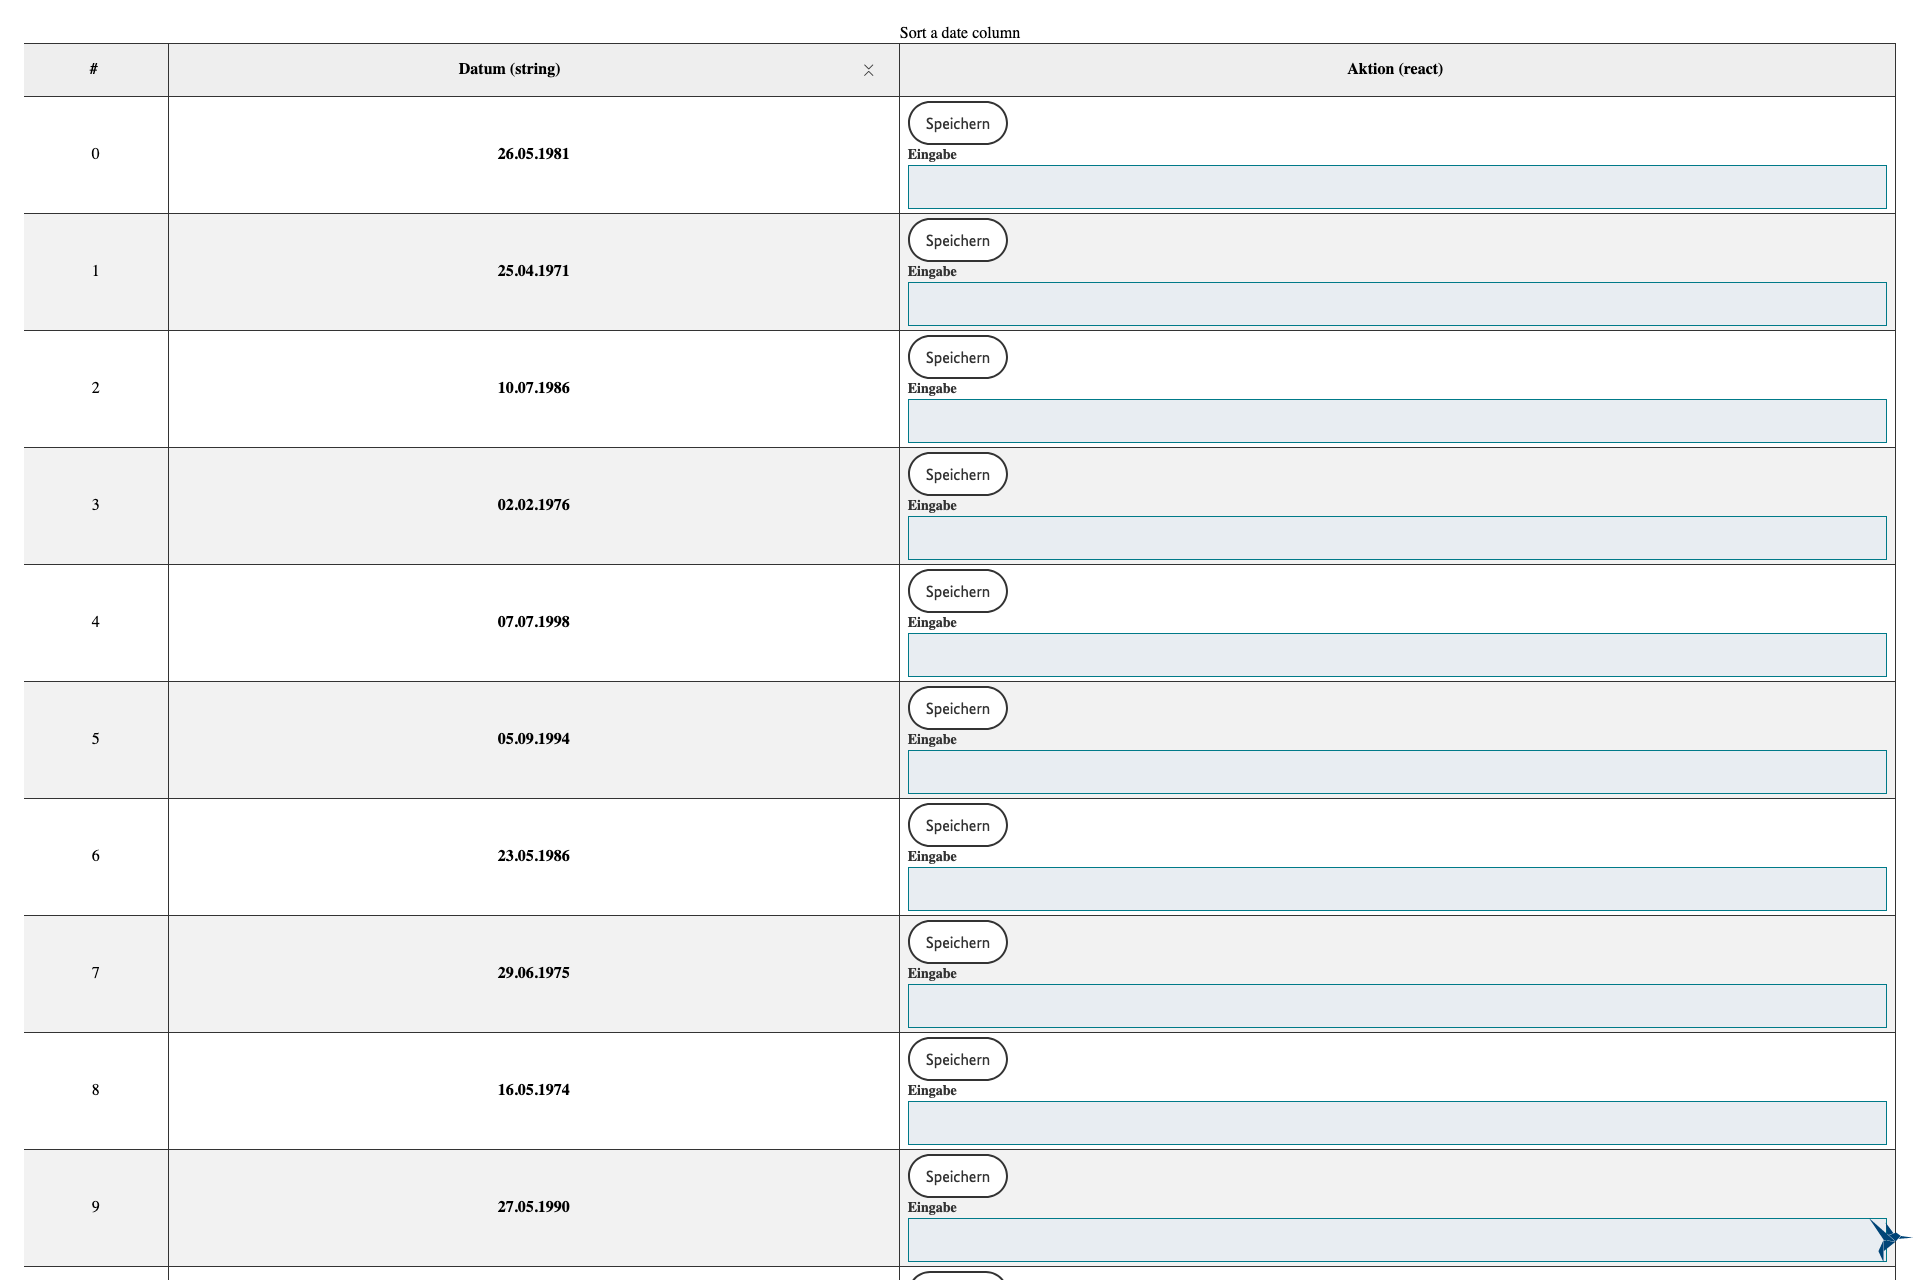 Sort a date column
# Datum (string) Aktion (react)
Speichern
0 26.05.1981 Eingabe
Speichern
1 25.04.1971 Eingabe
Speichern
2 10.07.1986 Eingabe
Speichern
3 02.02.1976 Eingabe
Speichern
4 07.07.1998 Eingabe
Speichern
5 05.09.1994 Eingabe
Speichern
6 23.05.1986 Eingabe
Speichern
7 29.06.1975 Eingabe
Speichern
8 16.05.1974 Eingabe
Speichern
9 27.05.1990 Eingabe